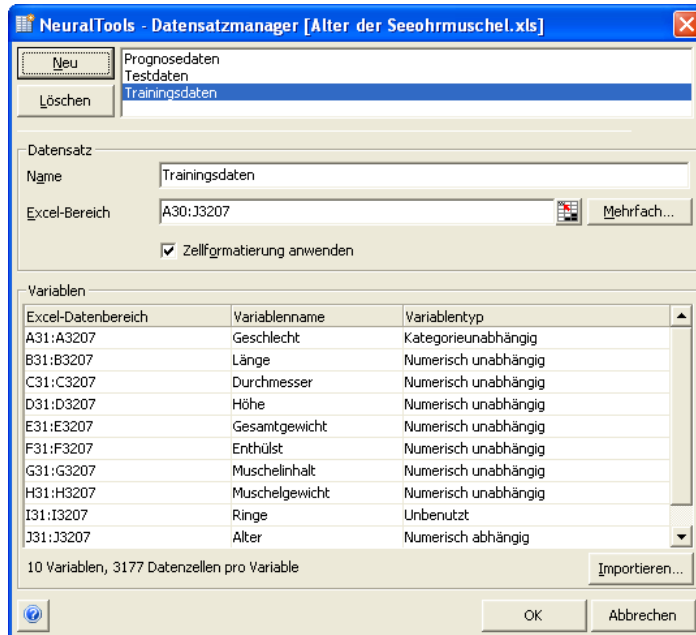 NeuralTools - Datensatzmanager [Alter der Seeohrmuschel.xls]
Neu
Löschen
Prognosedaten
Testdaten
Trainingsdaten
Datensatz
Name Trainingsdaten
Excel-Bereich A30:J3207 Mehrfach...
Zellformatierung anwenden
Variablen
Excel-Datenbereich Variablenname Variablentyp
A31:A3207 Geschlecht Kategorieunabhängig
B31:B3207 Länge Numerisch unabhängig
C31:C3207 Durchmesser Numerisch unabhängig
D31:D3207 Höhe Numerisch unabhängig
E31:E3207 Gesamtgewicht Numerisch unabhängig
F31:F3207 Enthülst Numerisch unabhängig
G31:G3207 Muschelinhalt Numerisch unabhängig
H31:H3207 Muschelgewicht Numerisch unabhängig
I31:I3207 Ringe Unbenutzt
J31:J3207 Alter Numerisch abhängig
10 Variablen, 3177 Datenzellen pro Variable Importieren...
OK Abbrechen